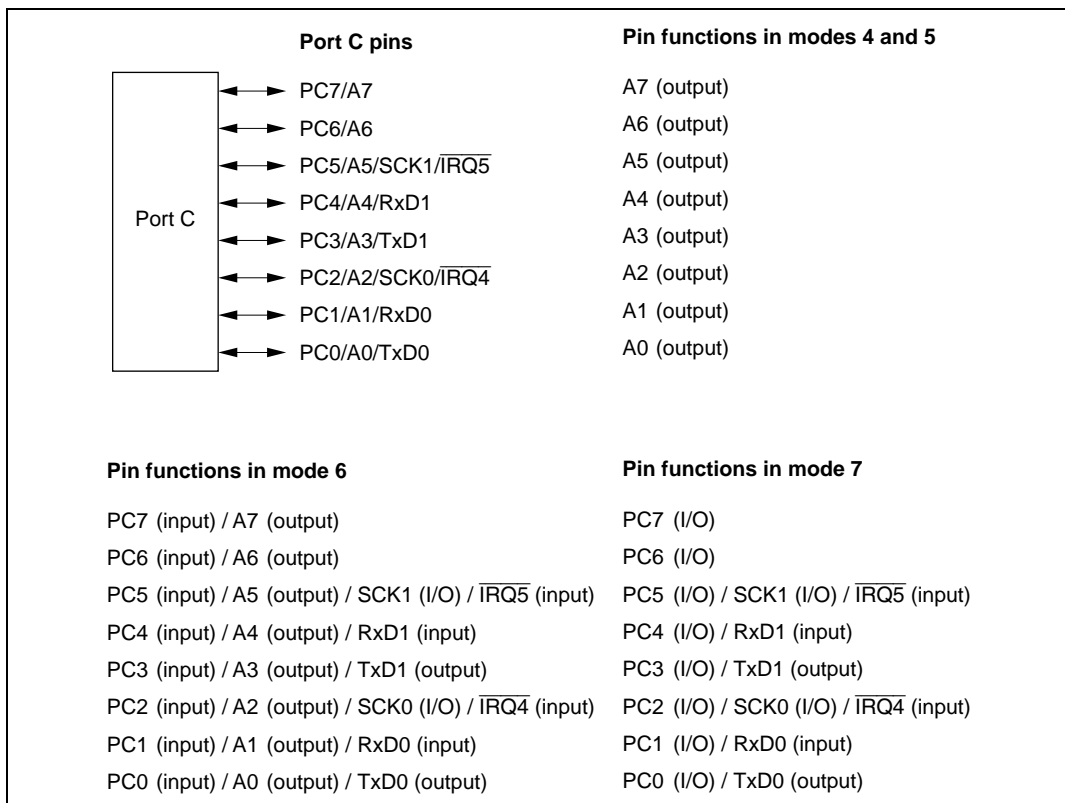 Port C pins
Pin functions in modes 4 and 5
Port C
PC7/A7
A7 (output)
PC6/A6
A6 (output)
PC5/A5/SCK1/I̅R̅Q̅5̅
A5 (output)
PC4/A4/RxD1
A4 (output)
PC3/A3/TxD1
A3 (output)
PC2/A2/SCK0/I̅R̅Q̅4̅
A2 (output)
PC1/A1/RxD0
A1 (output)
PC0/A0/TxD0
A0 (output)
Pin functions in mode 6
PC7 (input) / A7 (output)
PC6 (input) / A6 (output)
PC5 (input) / A5 (output) / SCK1 (I/O) / I̅R̅Q̅5̅ (input)
PC4 (input) / A4 (output) / RxD1 (input)
PC3 (input) / A3 (output) / TxD1 (output)
PC2 (input) / A2 (output) / SCK0 (I/O) / I̅R̅Q̅4̅ (input)
PC1 (input) / A1 (output) / RxD0 (input)
PC0 (input) / A0 (output) / TxD0 (output)
Pin functions in mode 7
PC7 (I/O)
PC6 (I/O)
PC5 (I/O) / SCK1 (I/O) / I̅R̅Q̅5̅ (input)
PC4 (I/O) / RxD1 (input)
PC3 (I/O) / TxD1 (output)
PC2 (I/O) / SCK0 (I/O) / I̅R̅Q̅4̅ (input)
PC1 (I/O) / RxD0 (input)
PC0 (I/O) / TxD0 (output)